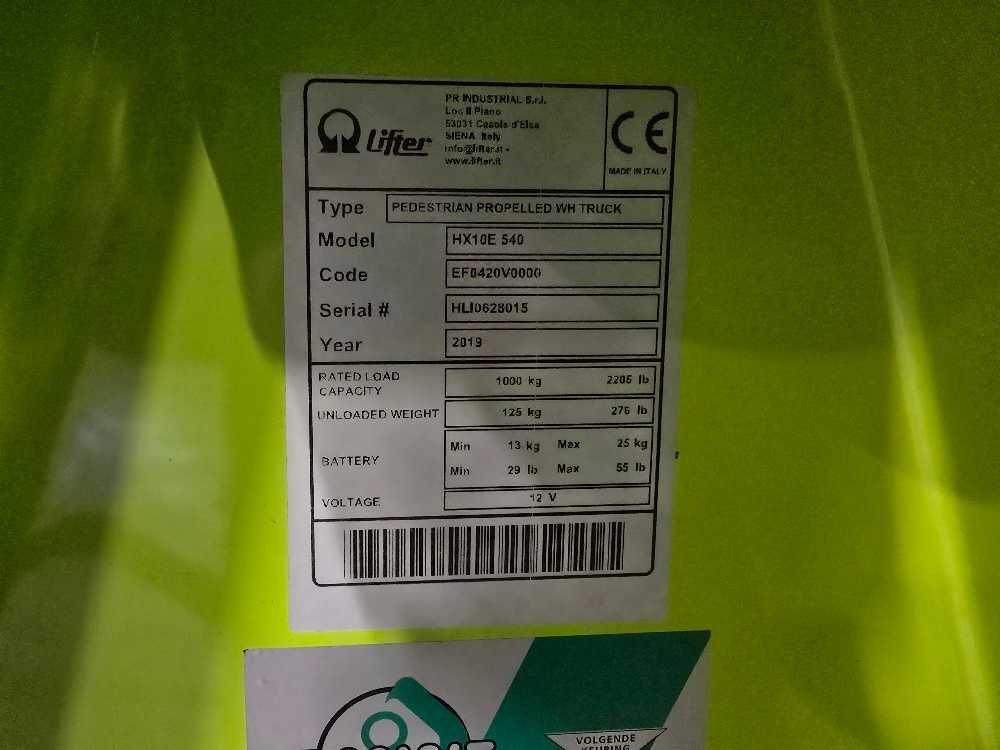 PR INDUSTRIAL S.r.l.
Loc Il Piano
53031 Casole d'Elsa
SIENA Italy
info@lifter.it -
www.lifter.it
Lifter
CE
MADE IN ITALY
Type PEDESTRIAN PROPELLED WH TRUCK
Model HX10E 540
Code EF0420V0000
Serial # HLI0628015
Year 2019
RATED LOAD CAPACITY 1000 kg 2205 lb
UNLOADED WEIGHT 125 kg 276 lb
BATTERY Min 13 kg Max 25 kg
Min 29 lb Max 55 lb
VOLTAGE 12 V
VOLGENDE
KEURING